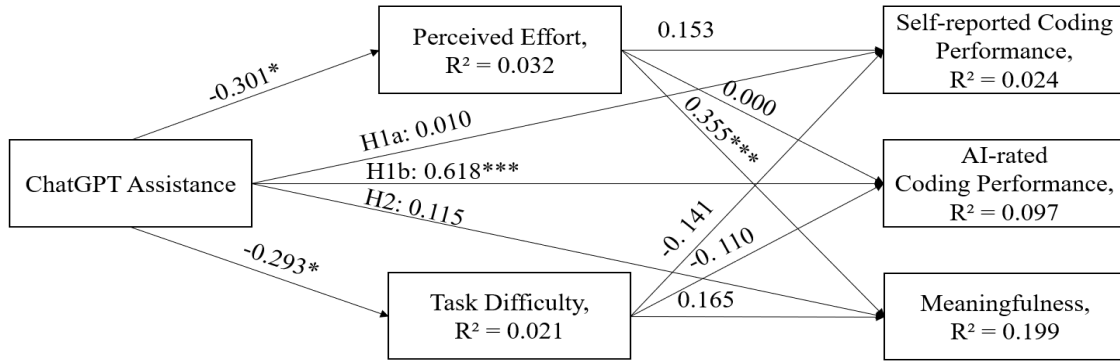 Perceived Effort,
R² = 0.032
Self-reported Coding
Performance,
R² = 0.024
0.153
-0.301*
0.000
0.355***
H1a: 0.010
ChatGPT Assistance
H1b: 0.618***
H2: 0.115
AI-rated
Coding Performance,
R² = 0.097
-0.141
-0.110
-0.293*
0.165
Task Difficulty,
R² = 0.021
Meaningfulness,
R² = 0.199